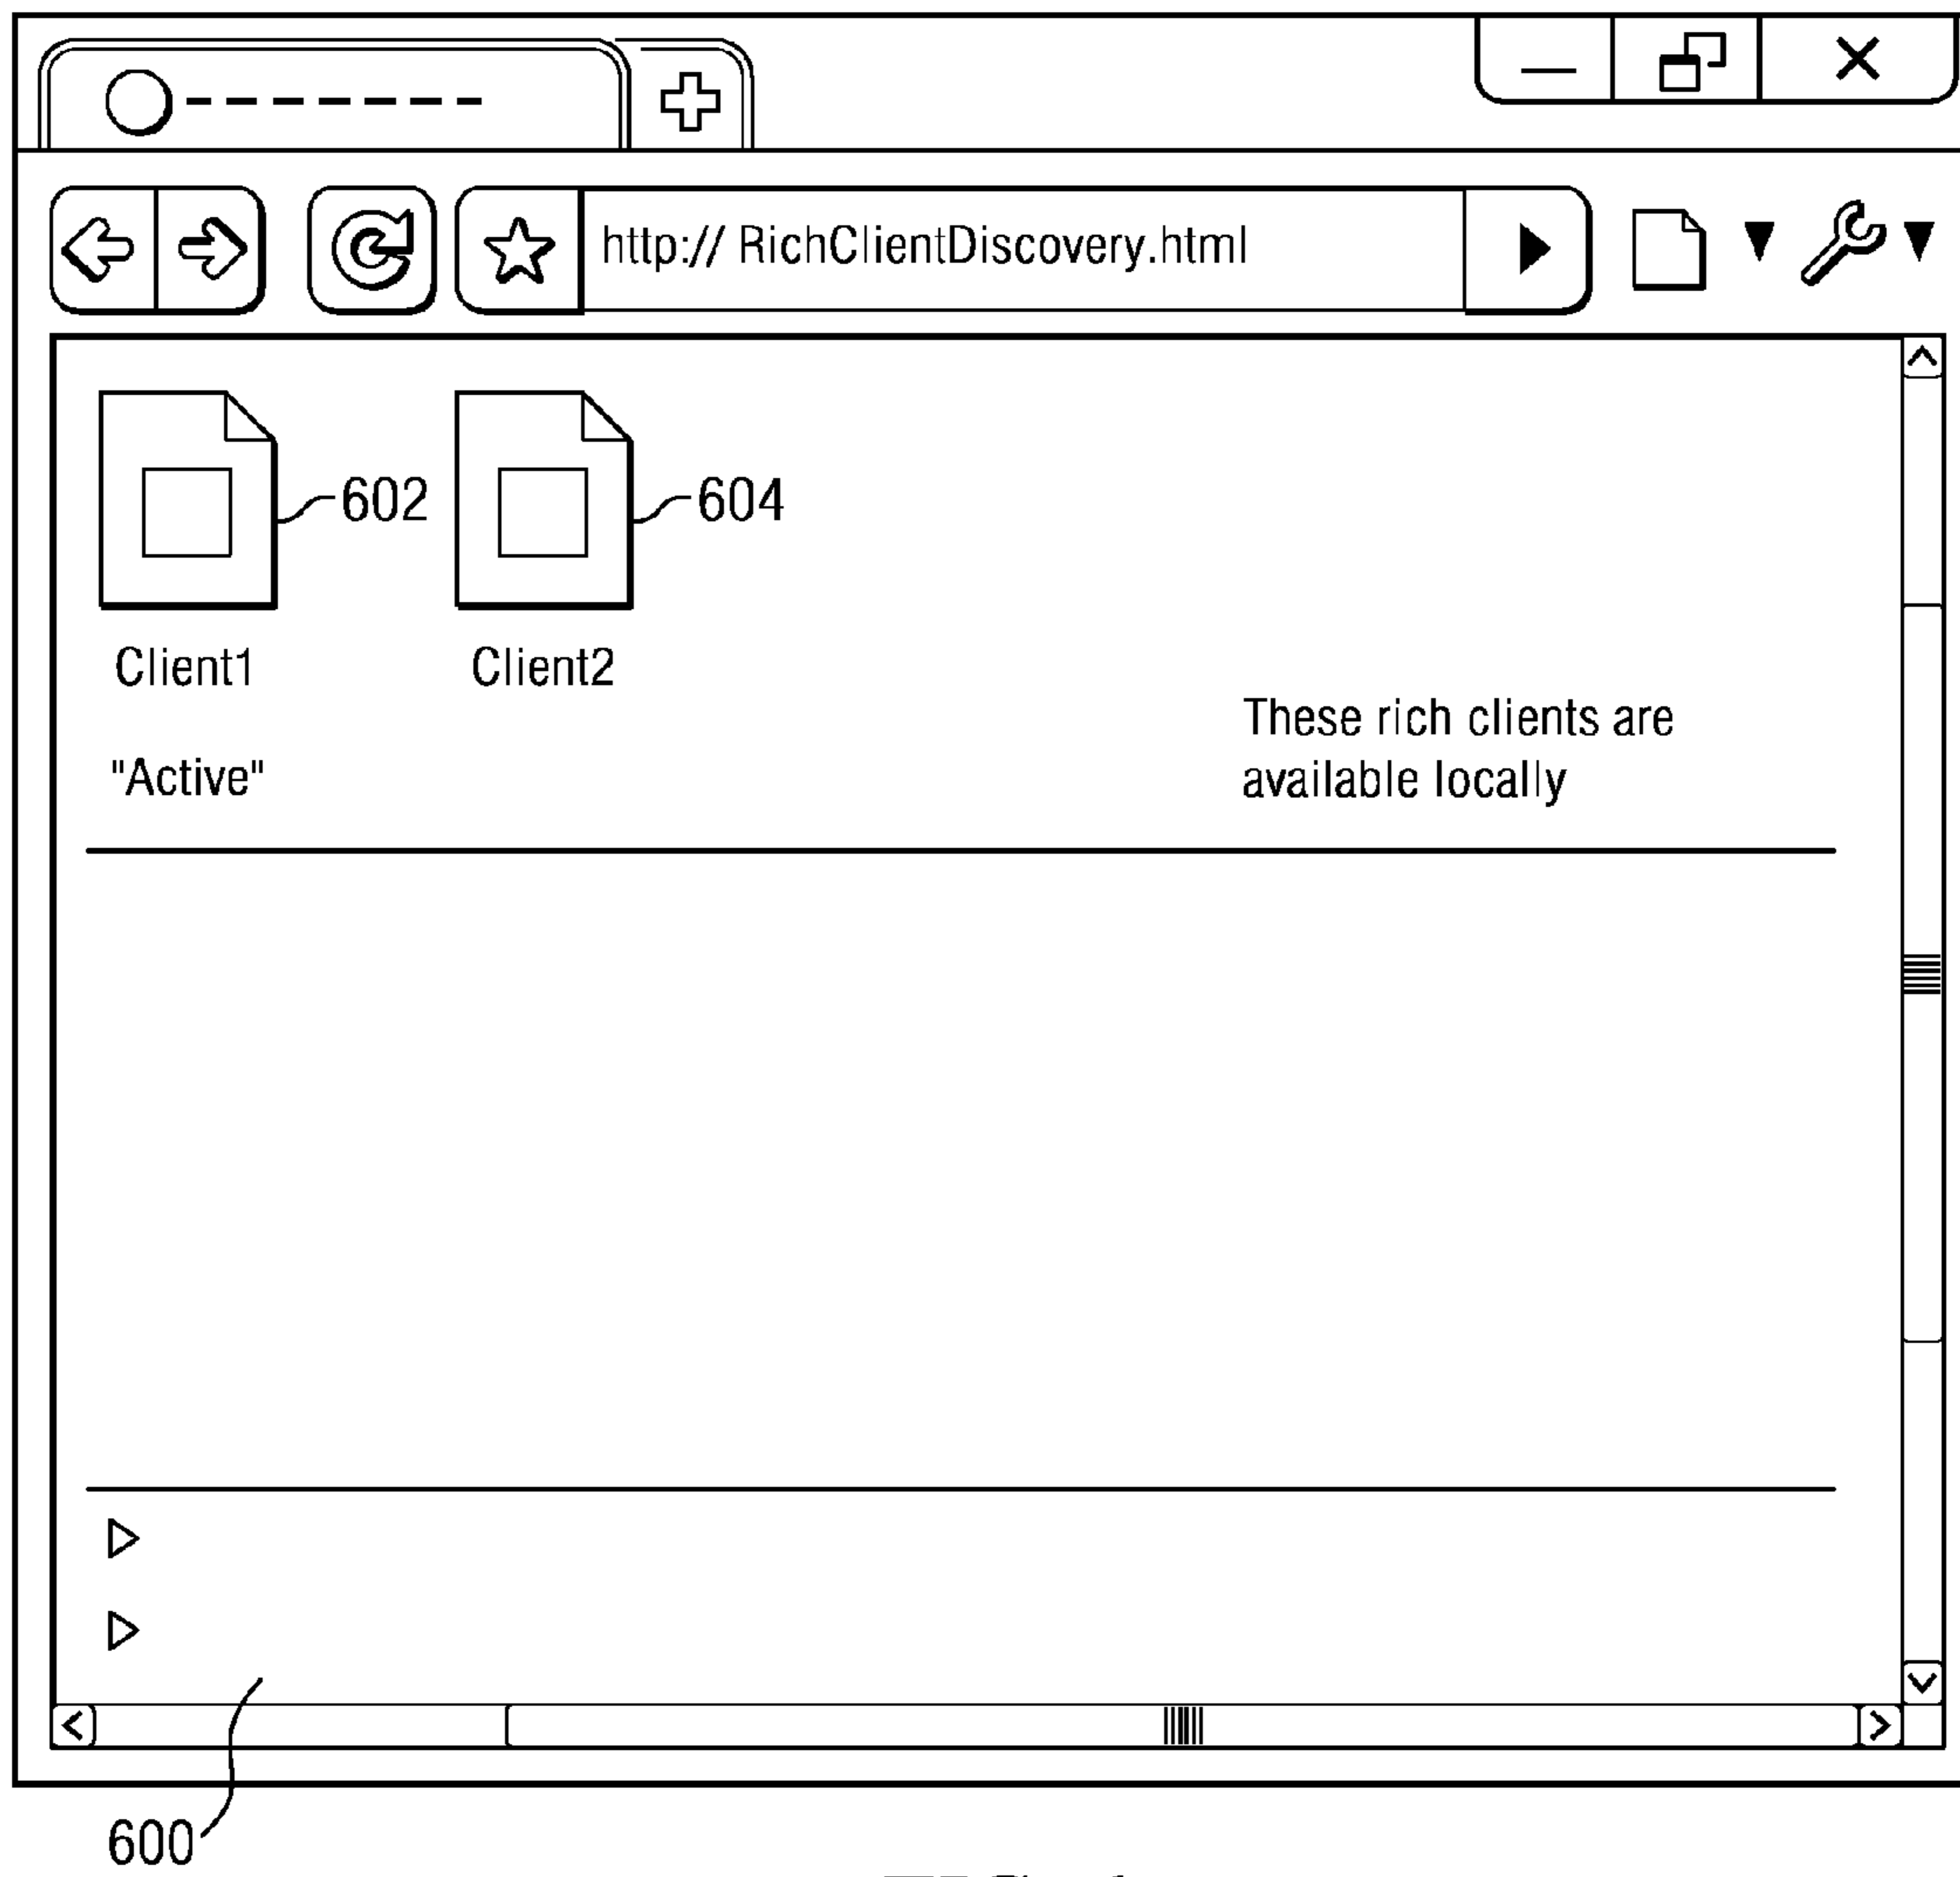 http:// RichClientDiscovery.html
602
604
Client1
Client2
"Active"
These rich clients are
available locally
600